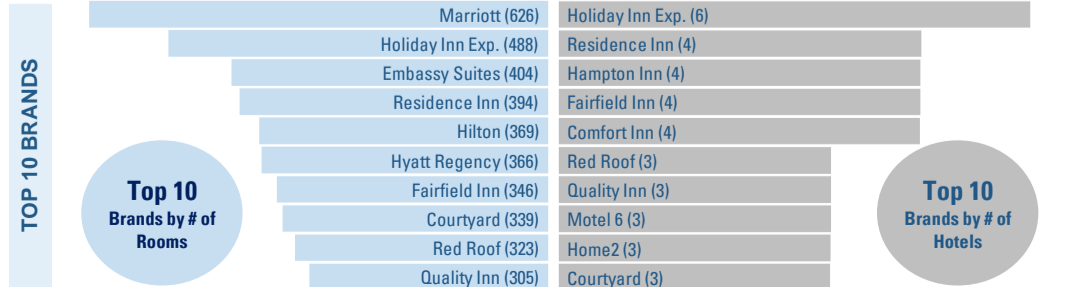 TOP 10 BRANDS
Marriott (626)
Holiday Inn Exp. (488)
Embassy Suites (404)
Residence Inn (394)
Hilton (369)
Hyatt Regency (366)
Fairfield Inn (346)
Courtyard (339)
Red Roof (323)
Quality Inn (305)
Top 10
Brands by # of
Rooms
Holiday Inn Exp. (6)
Residence Inn (4)
Hampton Inn (4)
Fairfield Inn (4)
Comfort Inn (4)
Red Roof (3)
Quality Inn (3)
Motel 6 (3)
Home2 (3)
Courtyard (3)
Top 10
Brands by # of
Hotels